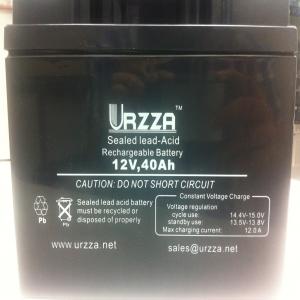 URZZA™
Sealed lead-Acid
Rechargeable Battery
12V,40Ah
CAUTION: DO NOT SHORT CIRCUIT
Pb
Pb
Sealed lead acid battery
must be recycled or
disposed of properly
Constant Voltage Charge
Voltage regulation
cycle use: 14.4V-15.0V
standby use: 13.5V-13.8V
Max charging current: 12.0A
www.urzza.net
sales@urzza.net